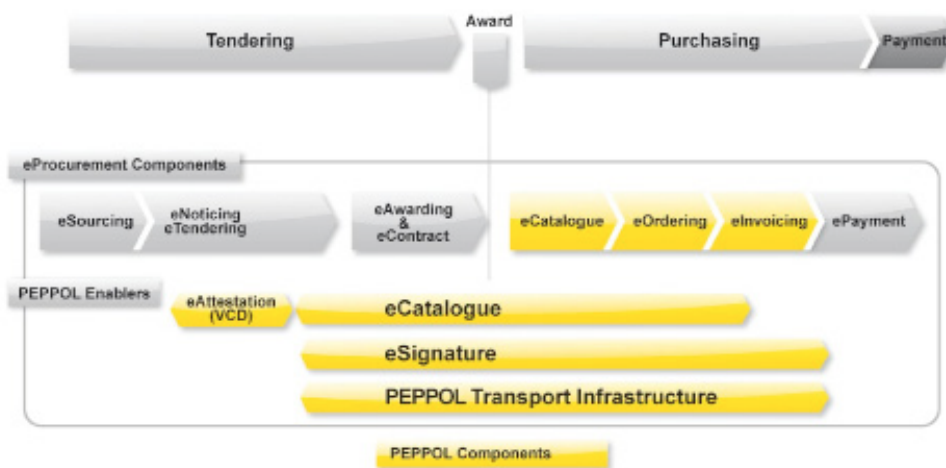 Award
Tendering
Purchasing
Payment
eProcurement Components
eSourcing
eNoticing
eTendering
eAwarding
&
eContract
eCatalogue
eOrdering
eInvoicing
ePayment
PEPPOL Enablers
eAttestation
(VCD)
eCatalogue
eSignature
PEPPOL Transport Infrastructure
PEPPOL Components